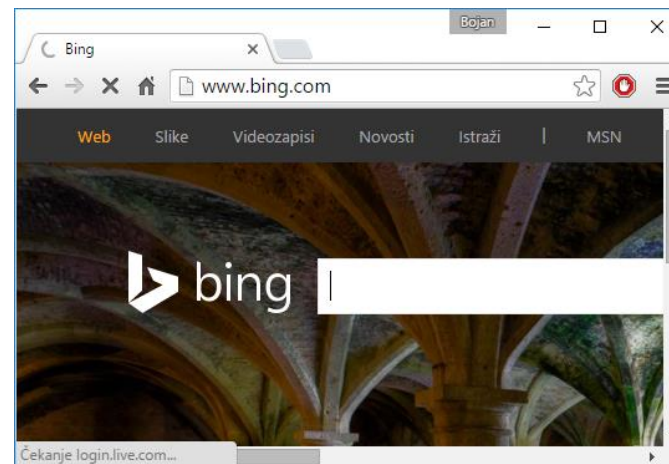 Bojan
Bing
www.bing.com
Web Slike Videozapisi Novosti Istraži | MSN
bing
Čekanje login.live.com...